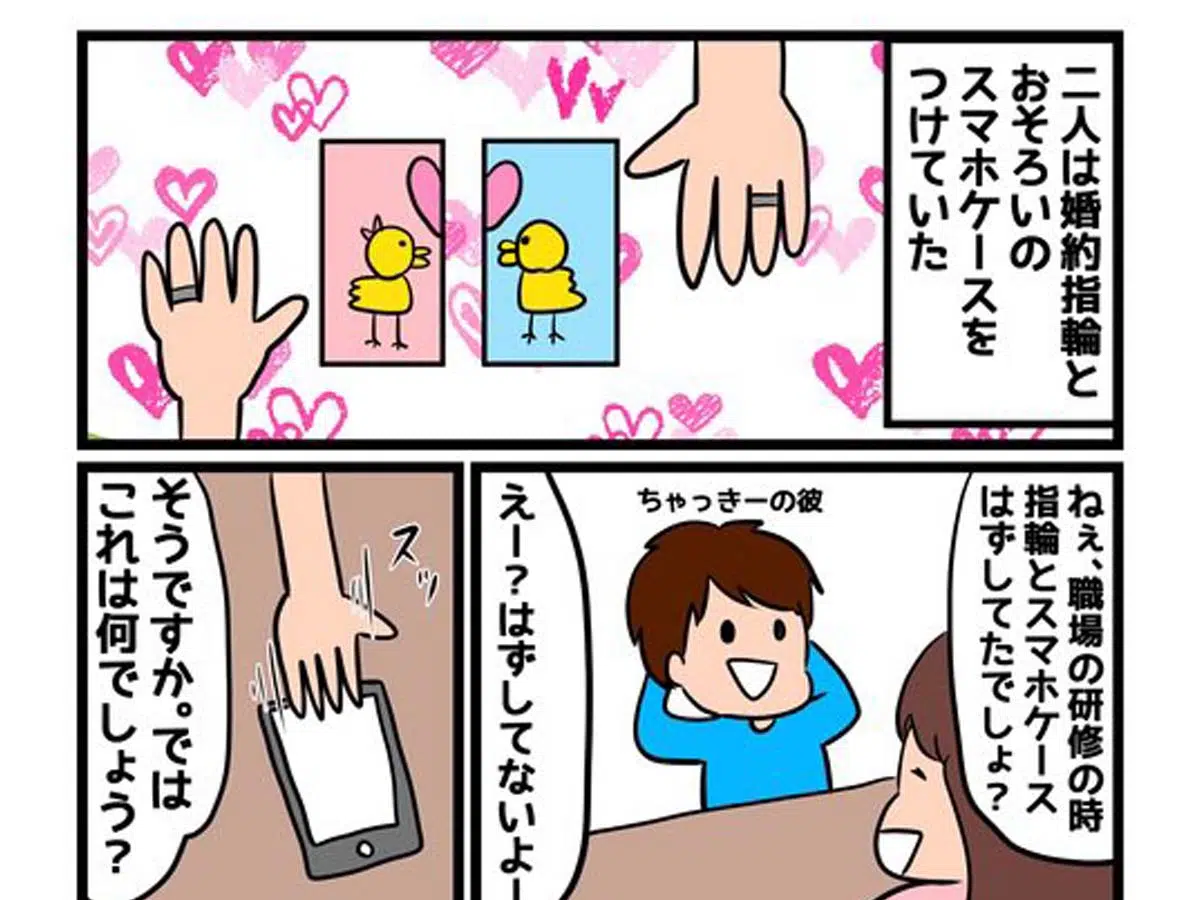 二人は婚約指輪と
おそろいの
スマホケースを
つけていた
ねぇ、職場の研修の時
指輪とスマホケース
はずしてたでしょ？
ちゃっきーの彼
えー？はずしてないよー
スッ
そうですか。では
これは何でしょう？